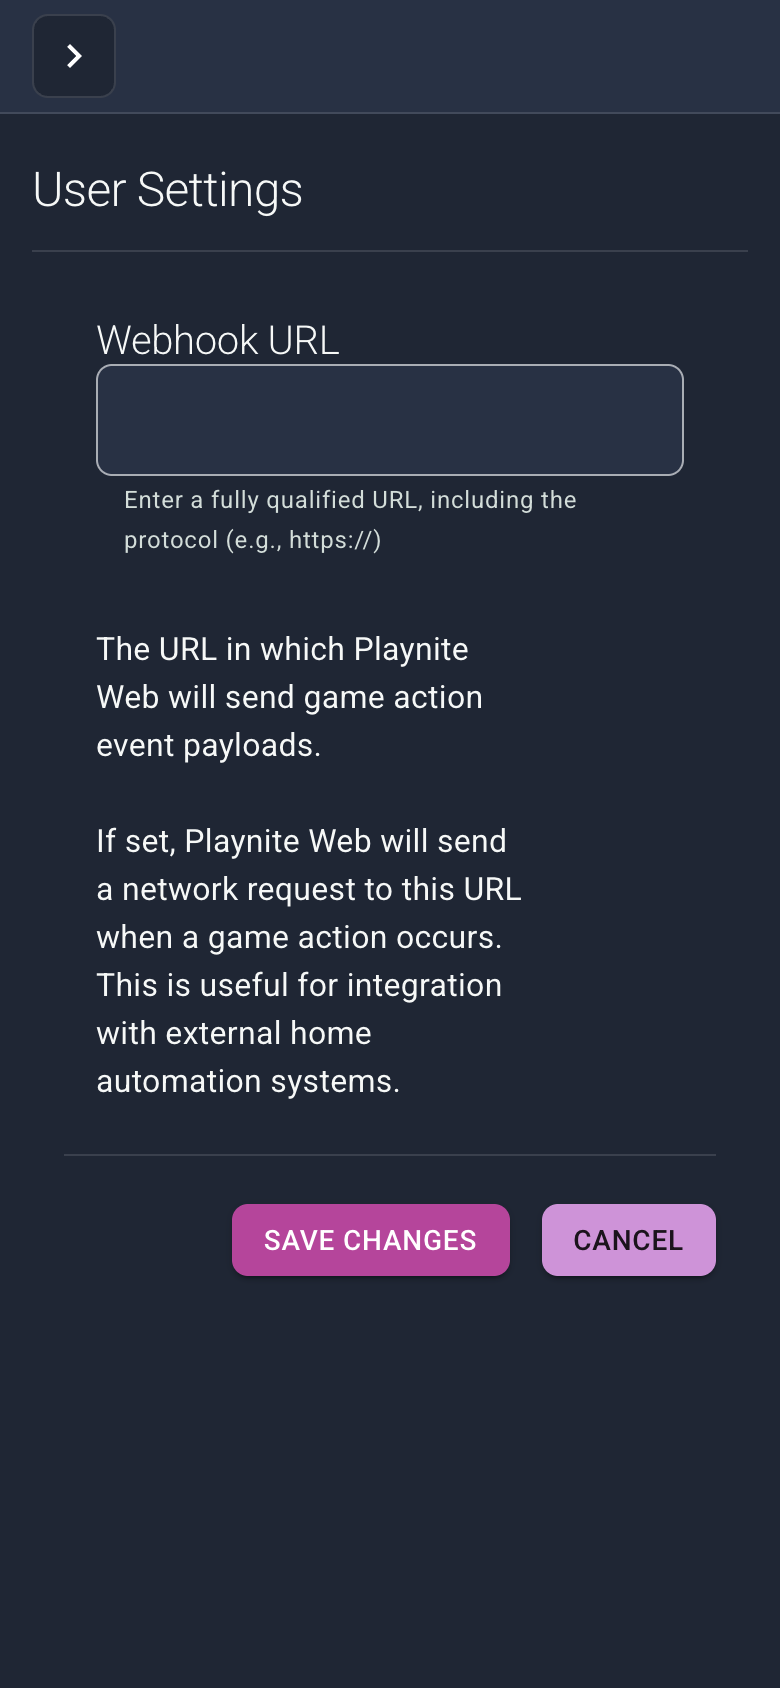 User Settings
Webhook URL
Enter a fully qualified URL, including the
protocol (e.g., https://)
The URL in which Playnite
Web will send game action
event payloads.
If set, Playnite Web will send
a network request to this URL
when a game action occurs.
This is useful for integration
with external home
automation systems.
SAVE CHANGES
CANCEL